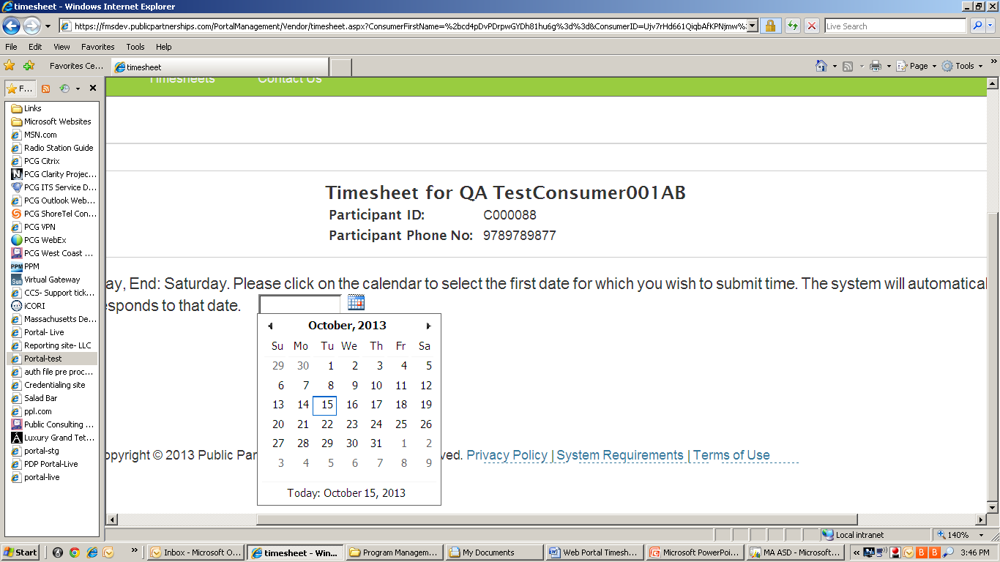 timesheet - Windows Internet Explorer
https://fmsdev.publicpartnerships.com/PortalManagment/Vendor/timesheet.aspx?ConsumerFirstName=%2bcd4pDvPDrpwGYDh81hu6g%3d%3d&ConsumerID=Ujv7rHd661QiqbAfKPNjmw%3
Live Search
File Edit View Favorites Tools Help
Favorites Ce...
timesheet
Page Tools
F...
Links
Microsoft Websites
MSN.com
Radio Station Guide
PCG Citrix
PCG Clarity Projec...
PCG ITS Service D...
PCG Outlook Web...
PCG ShoreTel Con...
PCG VPN
PCG WebEx
PCG West Coast ...
PPM
Virtual Gateway
CCS- Support tick...
iCORI
Massachusetts De...
Portal- Live
Reporting site- LLC
Portal-test
auth file pre proc...
Credentialing site
Salad Bar
ppl.com
Public Consulting ...
Luxury Grand Tet...
portal-stg
PDP Portal-Live
portal-live
Timesheets Contact Us
Timesheet for QA TestConsumer001AB
Participant ID: C000088
Participant Phone No: 9789789877
ay, End: Saturday. Please click on the calendar to select the first date for which you wish to submit time. The system will automatical
sponds to that date.
October, 2013
Su Mo Tu We Th Fr Sa
29 30 1 2 3 4 5
6 7 8 9 10 11 12
13 14 15 16 17 18 19
20 21 22 23 24 25 26
27 28 29 30 31 1 2
3 4 5 6 7 8 9
Today: October 15, 2013
opyright © 2013 Public Par
ved. Privacy Policy | System Requirements | Terms of Use
Local intranet
140%
Start
Inbox - Microsoft O...
timesheet - Win...
Program Managem...
My Documents
Web Portal Timesh...
Microsoft PowerPoi...
MA ASD - Microsoft...
3:46 PM